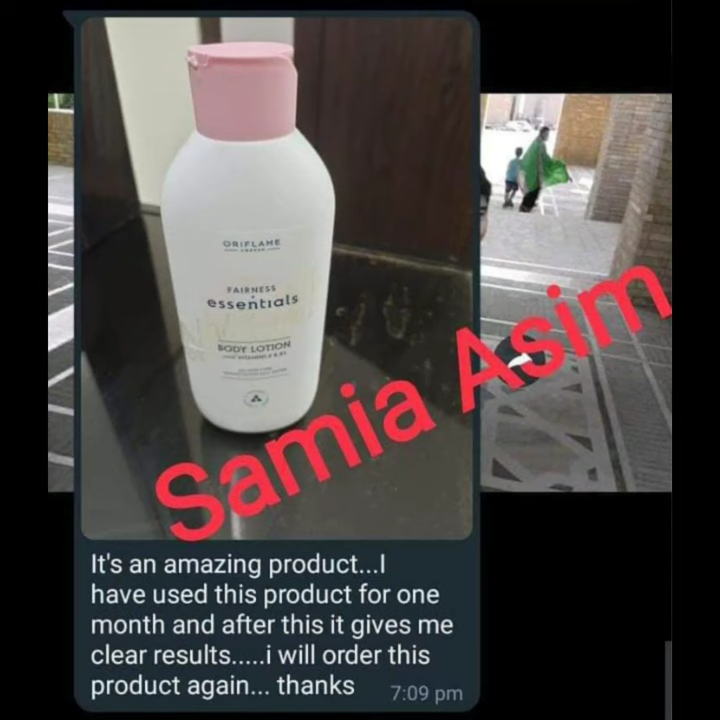 ORIFLAME
FAIRNESS
essentials
BODY LOTION
Samia Asim
It's an amazing product...I
have used this product for one
month and after this it gives me
clear results.....i will order this
product again... thanks
7:09 pm